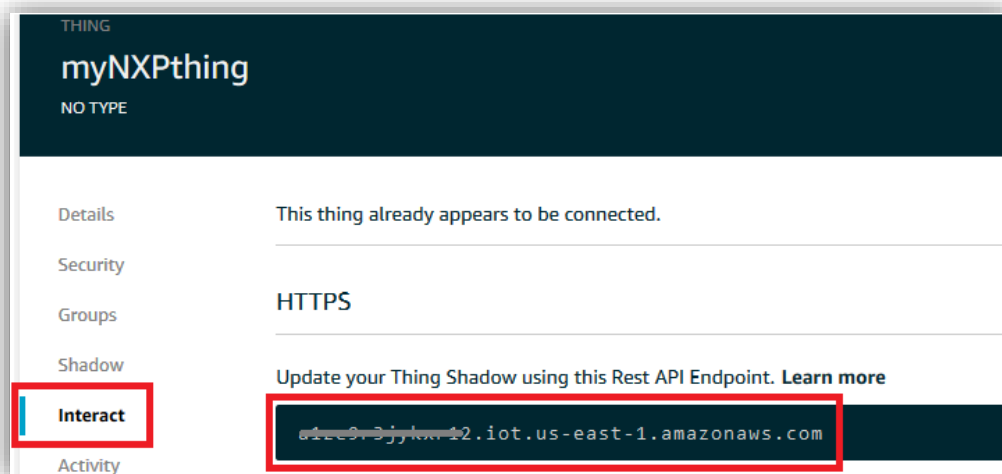 THING
myNXPthing
NO TYPE
Details
Security
Groups
Shadow
Interact
Activity
This thing already appears to be connected.
HTTPS
Update your Thing Shadow using this Rest API Endpoint. Learn more
2.iot.us-east-1.amazonaws.com